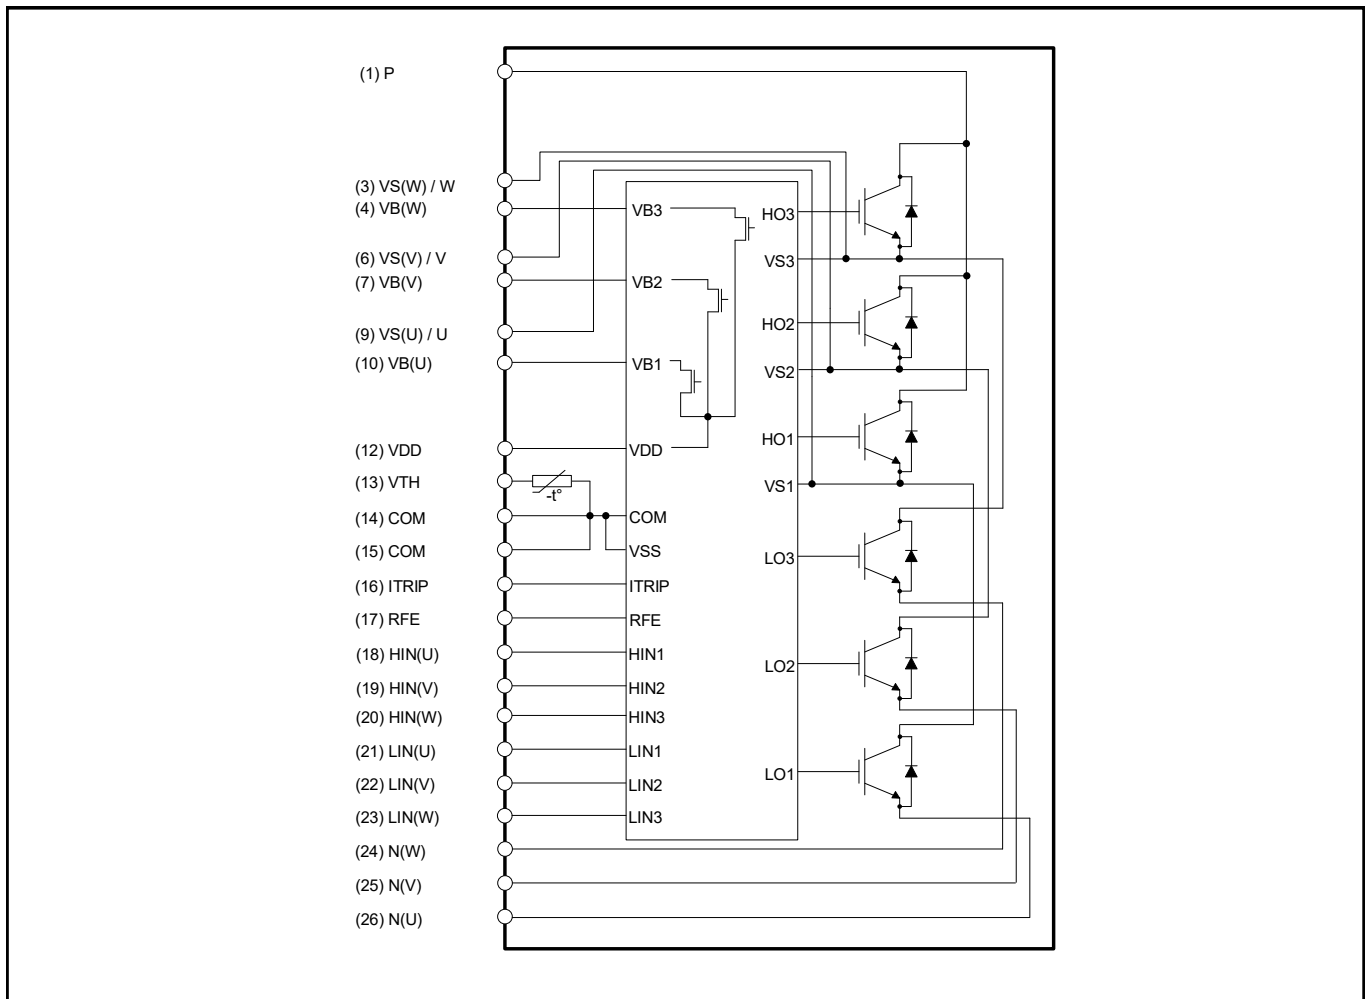 (1) P
(3) VS(W) / W
(4) VB(W)
(6) VS(V) / V
(7) VB(V)
(9) VS(U) / U
(10) VB(U)
(12) VDD
(13) VTH
(14) COM
(15) COM
(16) ITRIP
(17) RFE
(18) HIN(U)
(19) HIN(V)
(20) HIN(W)
(21) LIN(U)
(22) LIN(V)
(23) LIN(W)
(24) N(W)
(25) N(V)
(26) N(U)
-t°
VB3
VB2
VB1
VDD
COM
VSS
ITRIP
RFE
HIN1
HIN2
HIN3
LIN1
LIN2
LIN3
HO3
VS3
HO2
VS2
HO1
VS1
LO3
LO2
LO1